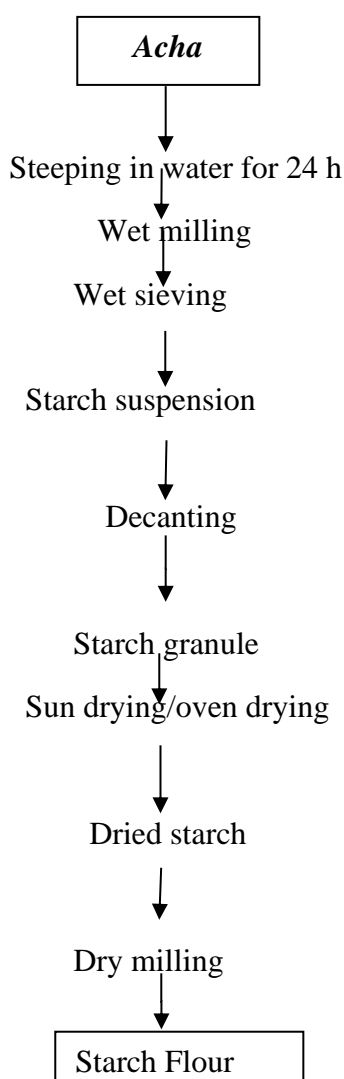 Acha
Steeping in water for 24 h
Wet milling
Wet sieving
Starch suspension
Decanting
Starch granule
Sun drying/oven drying
Dried starch
Dry milling
Starch Flour